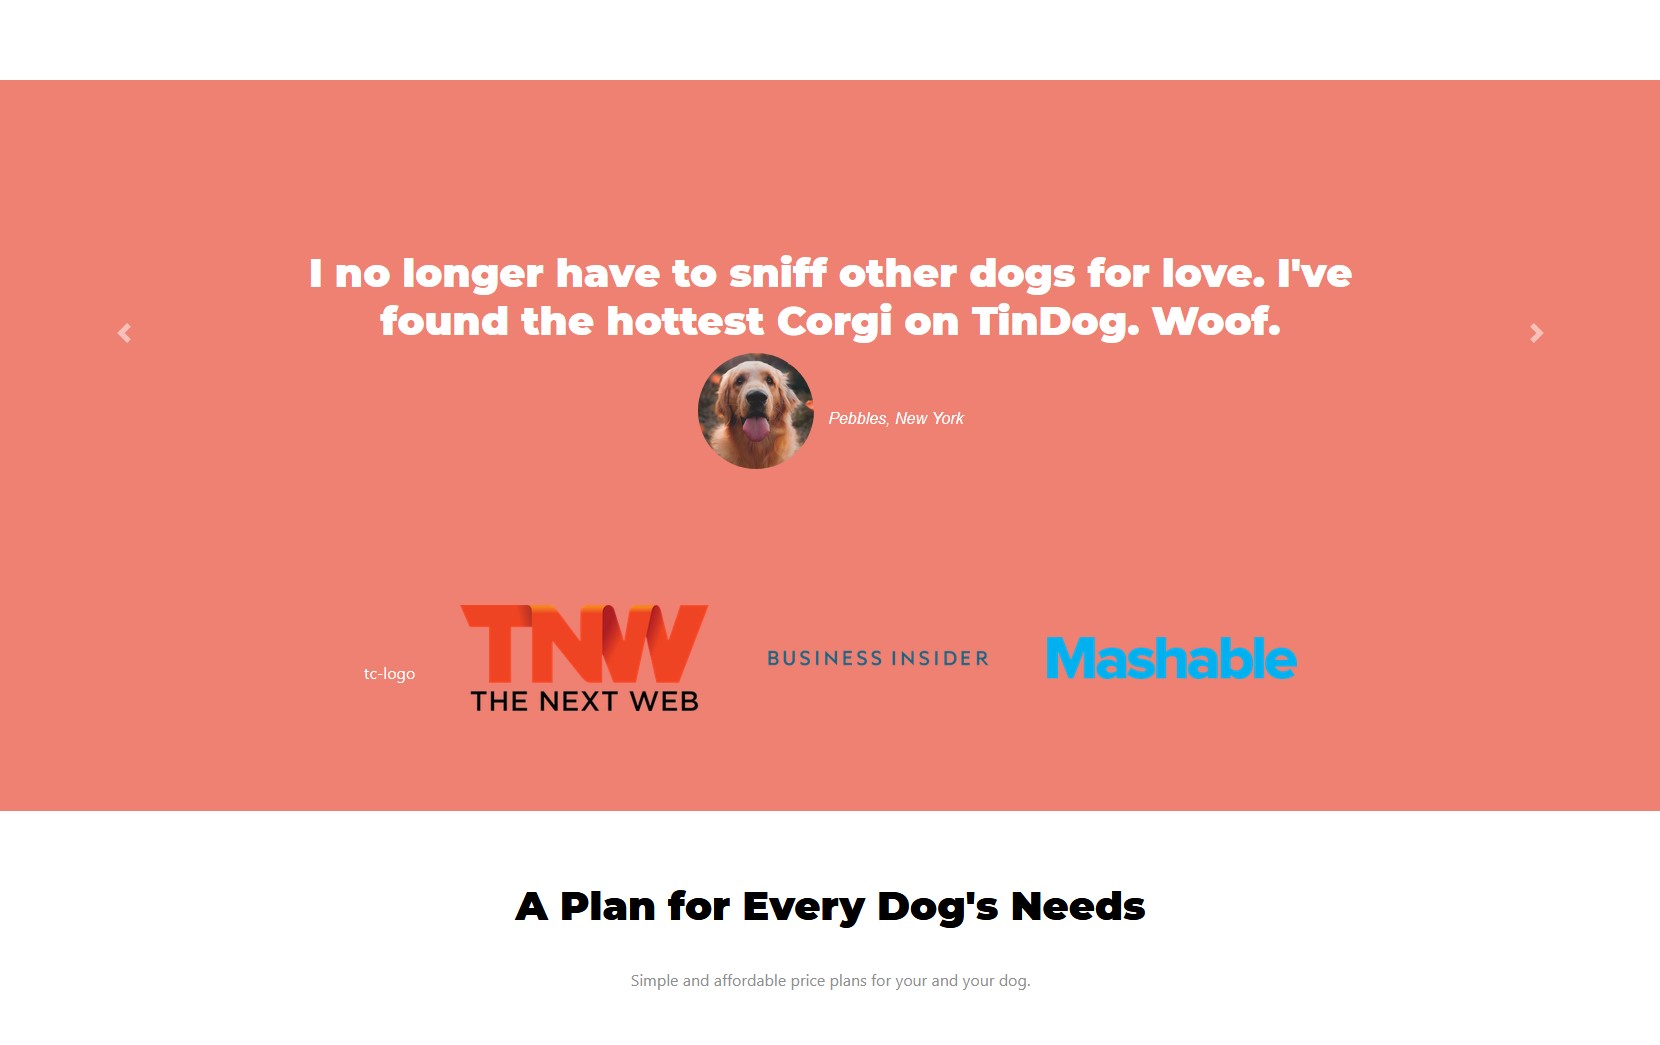 I no longer have to sniff other dogs for love. I've
found the hottest Corgi on TinDog. Woof.
Pebbles, New York
tc-logo
TNW
THE NEXT WEB
BUSINESS INSIDER
Mashable
A Plan for Every Dog's Needs
Simple and affordable price plans for your and your dog.